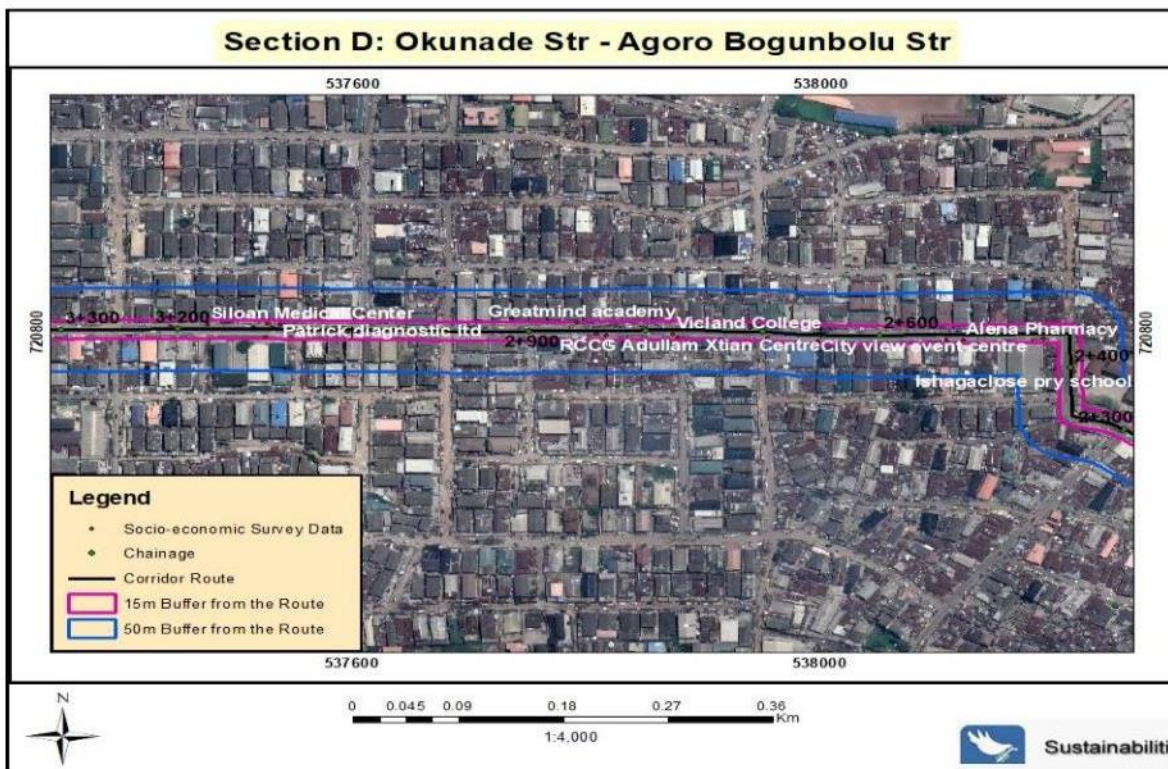 Section D: Okunade Str - Agoro Bogunbolu Str
537600 538000
720800
720800
3+300 3+200 Siloan Medical Center Greatmind academy Vicland College 2+600 Alena Pharmacy
Patrick diagnostic ltd 2+900 RCCG Adullam Xtian Centre City view event centre
2+400
Ishagaclose pry school
2+300
Legend
Socio-economic Survey Data
Chainage
Corridor Route
15m Buffer from the Route
50m Buffer from the Route
537600 538000
N
0 0.045 0.09 0.18 0.27 0.36
Km
1:4,000
Sustainabiliti